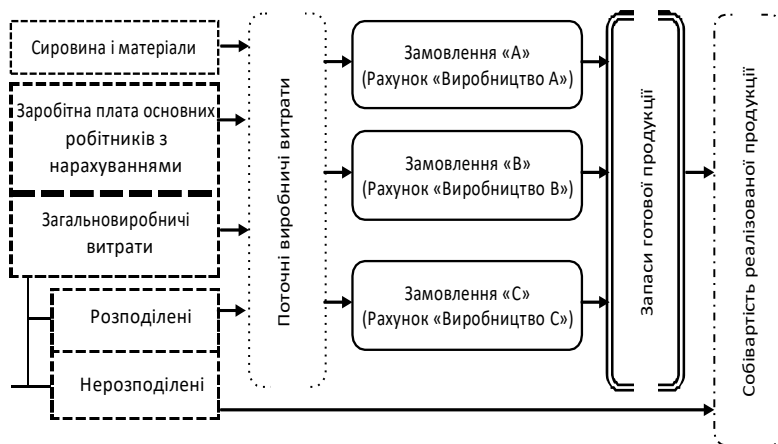 Сировина і матеріали
Заробітна плата основних
робітників з
нарахуваннями
Загальновиробничі
витрати
Розподілені
Нерозподілені
Поточні виробничі витрати
Замовлення «А»
(Рахунок «Виробництво А»)
Замовлення «В»
(Рахунок «Виробництво В»)
Замовлення «С»
(Рахунок «Виробництво С»)
Запаси готової продукції
Собівартість реалізованої продукції